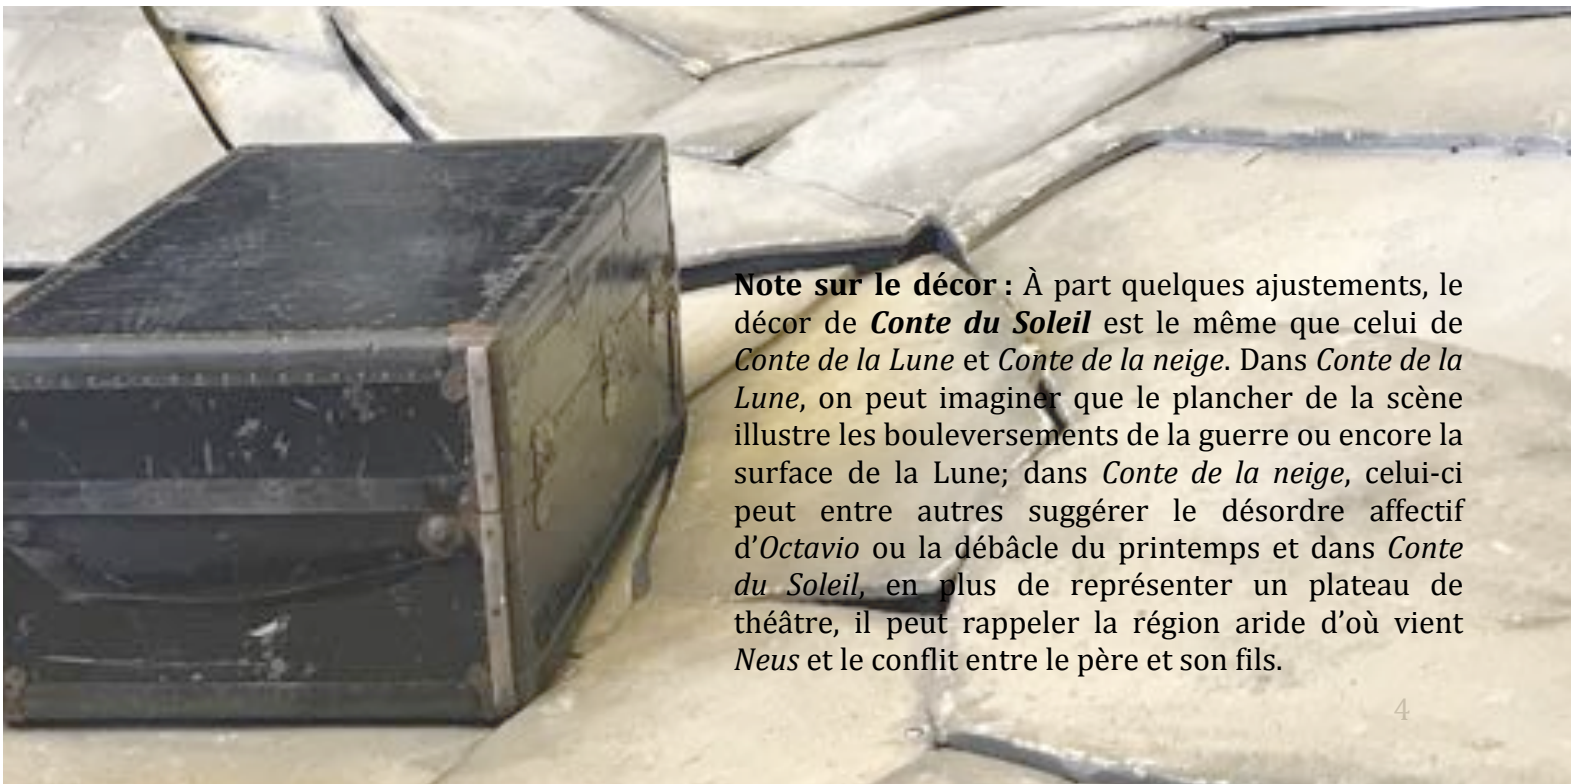 Note sur le décor : À part quelques ajustements, le
décor de Conte du Soleil est le même que celui de
Conte de la Lune et Conte de la neige. Dans Conte de la
Lune, on peut imaginer que le plancher de la scène
illustre les bouleversements de la guerre ou encore la
surface de la Lune; dans Conte de la neige, celui-ci
peut entre autres suggérer le désordre affectif
d’Octavio ou la débâcle du printemps et dans Conte
du Soleil, en plus de représenter un plateau de
théâtre, il peut rappeler la région aride d’où vient
Neus et le conflit entre le père et son fils.
4